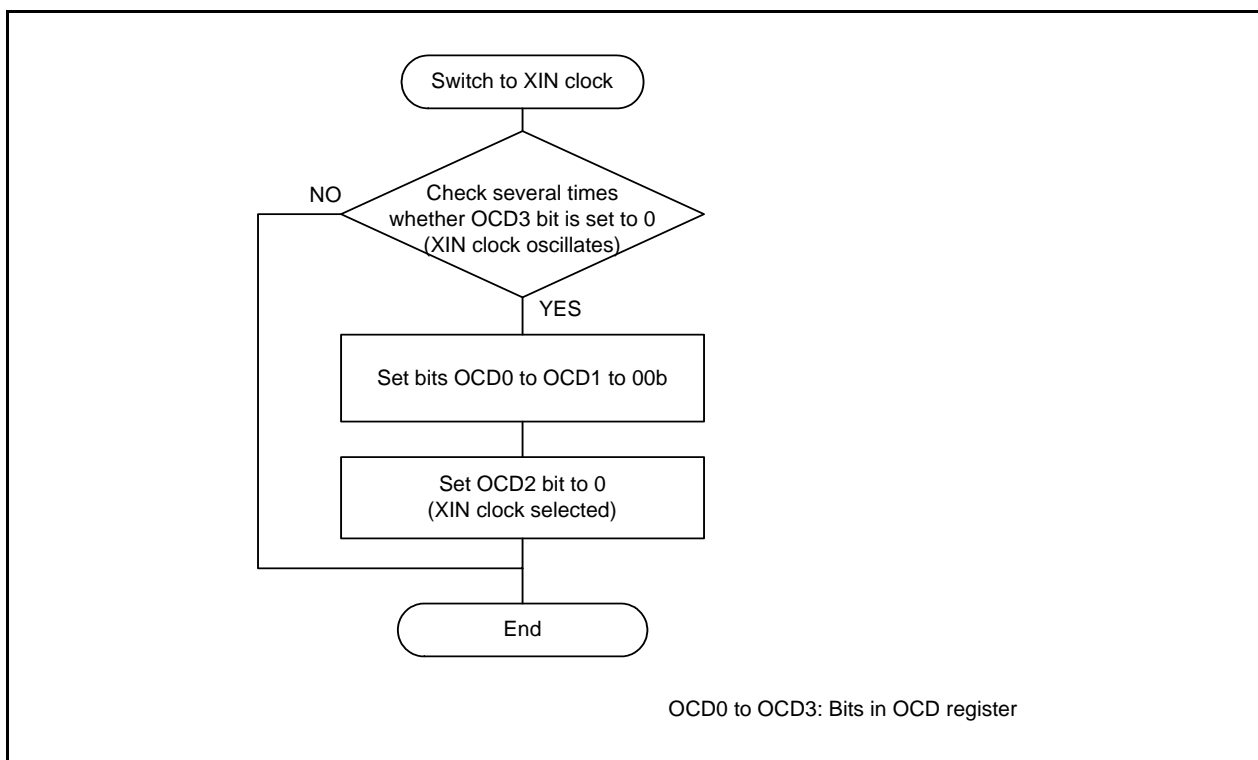 Switch to XIN clock
NO
Check several times
whether OCD3 bit is set to 0
(XIN clock oscillates)
YES
Set bits OCD0 to OCD1 to 00b
Set OCD2 bit to 0
(XIN clock selected)
End
OCD0 to OCD3: Bits in OCD register